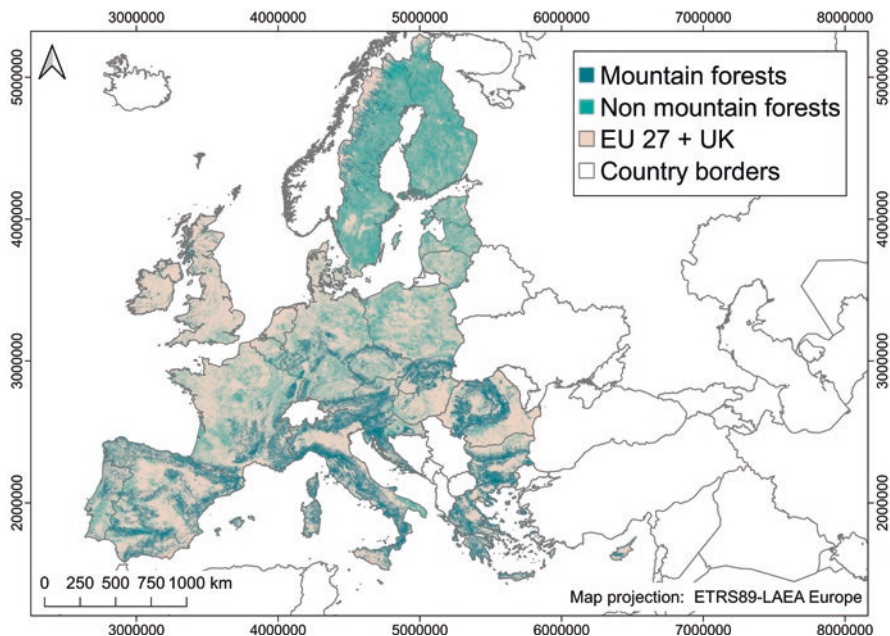 3000000 4000000 5000000 6000000 7000000 8000000
5000000
4000000
3000000
2000000
Mountain forests
Non mountain forests
EU 27 + UK
Country borders
5000000
4000000
3000000
2000000
0 250 500 750 1000 km
Map projection: ETRS89-LAEA Europe
3000000 4000000 5000000 6000000 7000000 8000000